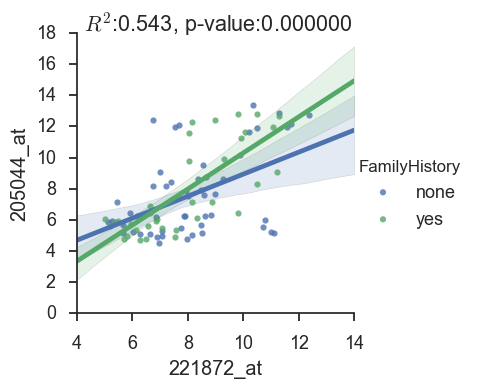 R²:0.543, p-value:0.000000
18
16
14
12
10
8
6
4
2
0
205044_at
4 6 8 10 12 14
221872_at
FamilyHistory
none
yes